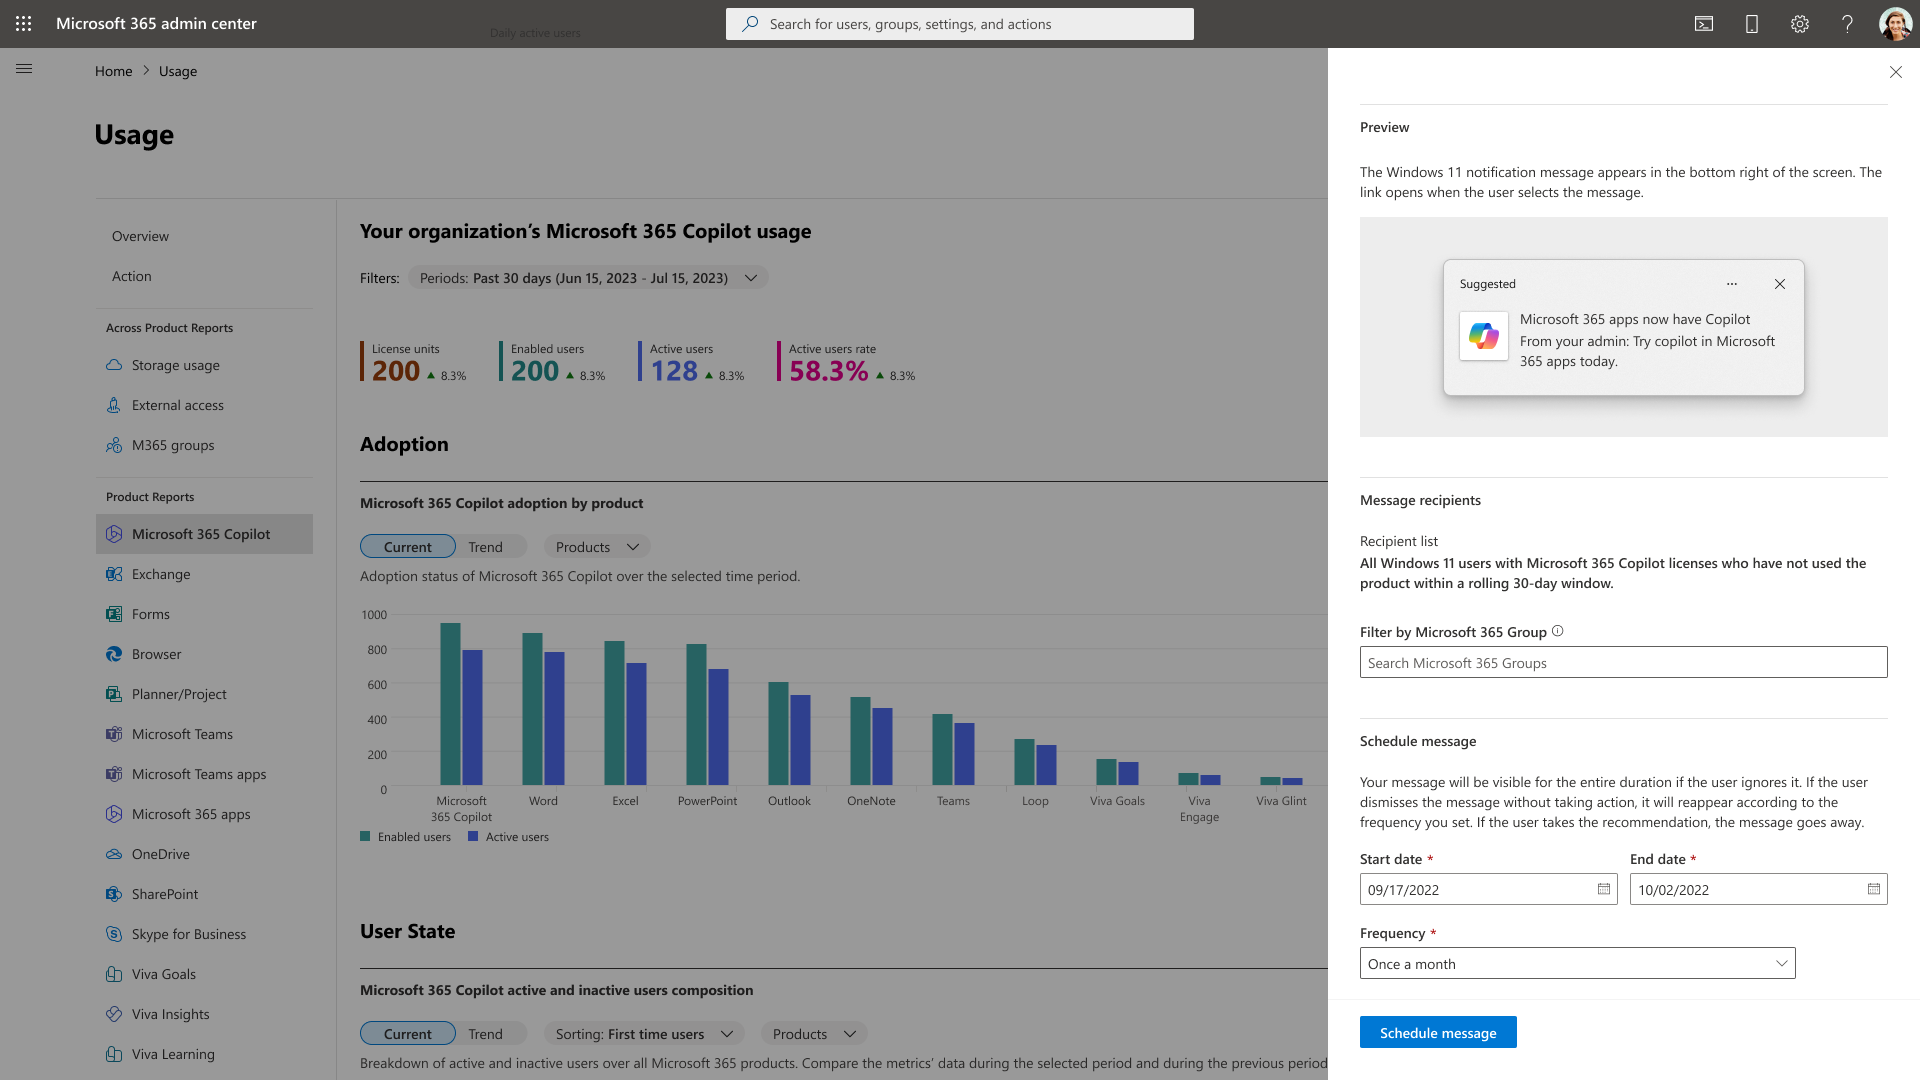 Microsoft 365 admin center
Daily active users
Search for users, groups, settings, and actions
Home > Usage
Usage
Overview
Action
Across Product Reports
Storage usage
External access
M365 groups
Product Reports
Microsoft 365 Copilot
Exchange
Forms
Browser
Planner/Project
Microsoft Teams
Microsoft Teams apps
Microsoft 365 apps
OneDrive
SharePoint
Skype for Business
Viva Goals
Viva Insights
Viva Learning
Your organization’s Microsoft 365 Copilot usage
Filters: Periods: Past 30 days (Jun 15, 2023 - Jul 15, 2023)
License units
200 ▲ 8.3%
Enabled users
200 ▲ 8.3%
Active users
128 ▲ 8.3%
Active users rate
58.3% ▲ 8.3%
Adoption
Microsoft 365 Copilot adoption by product
Current Trend Products
Adoption status of Microsoft 365 Copilot over the selected time period.
1000
800
600
400
200
0
Microsoft
365 Copilot
Word
Excel
PowerPoint
Outlook
OneNote
Teams
Loop
Viva Goals
Viva
Engage
Viva Glint
Enabled users Active users
User State
Microsoft 365 Copilot active and inactive users composition
Current Trend Sorting: First time users Products
Breakdown of active and inactive users over all Microsoft 365 products. Compare the metrics’ data during the selected period and during the previous period
Preview
The Windows 11 notification message appears in the bottom right of the screen. The
link opens when the user selects the message.
Suggested
Microsoft 365 apps now have Copilot
From your admin: Try copilot in Microsoft
365 apps today.
Message recipients
Recipient list
All Windows 11 users with Microsoft 365 Copilot licenses who have not used the
product within a rolling 30-day window.
Filter by Microsoft 365 Group
Search Microsoft 365 Groups
Schedule message
Your message will be visible for the entire duration if the user ignores it. If the user
dismisses the message without taking action, it will reappear according to the
frequency you set. If the user takes the recommendation, the message goes away.
Start date *
09/17/2022
End date *
10/02/2022
Frequency *
Once a month
Schedule message